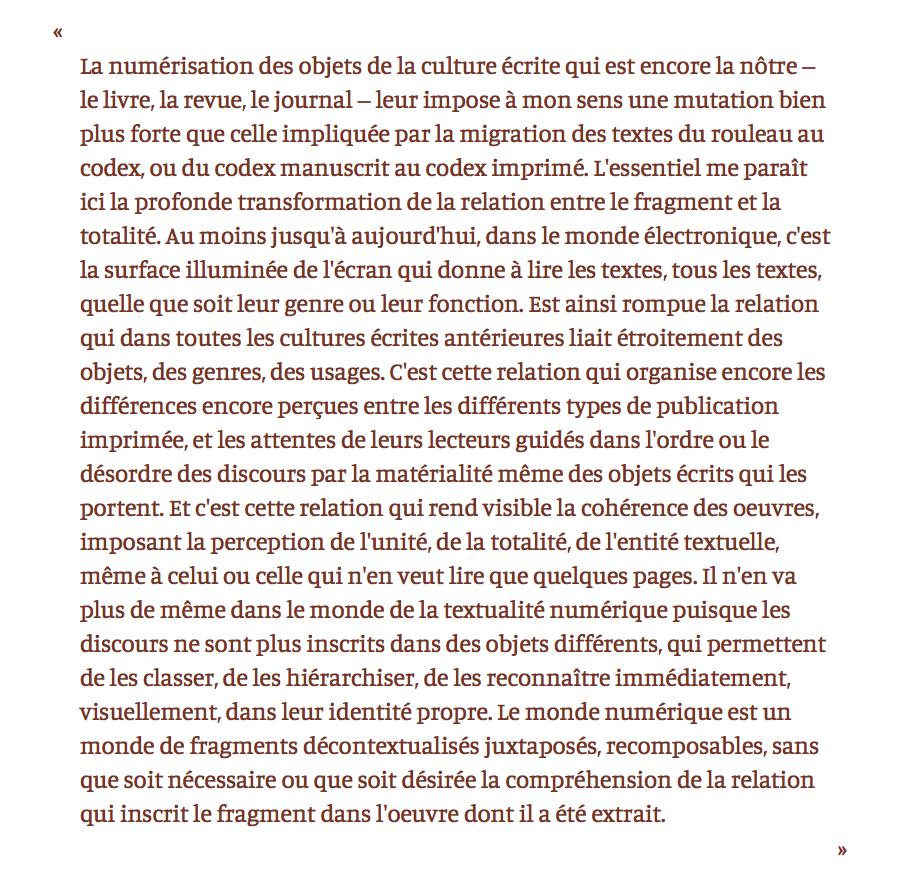 «
La numérisation des objets de la culture écrite qui est encore la nôtre –
le livre, la revue, le journal – leur impose à mon sens une mutation bien
plus forte que celle impliquée par la migration des textes du rouleau au
codex, ou du codex manuscrit au codex imprimé. L'essentiel me paraît
ici la profonde transformation de la relation entre le fragment et la
totalité. Au moins jusqu'à aujourd'hui, dans le monde électronique, c'est
la surface illuminée de l'écran qui donne à lire les textes, tous les textes,
quelle que soit leur genre ou leur fonction. Est ainsi rompue la relation
qui dans toutes les cultures écrites antérieures liait étroitement des
objets, des genres, des usages. C'est cette relation qui organise encore les
différences encore perçues entre les différents types de publication
imprimée, et les attentes de leurs lecteurs guidés dans l'ordre ou le
désordre des discours par la matérialité même des objets écrits qui les
portent. Et c'est cette relation qui rend visible la cohérence des oeuvres,
imposant la perception de l'unité, de la totalité, de l'entité textuelle,
même à celui ou celle qui n'en veut lire que quelques pages. Il n'en va
plus de même dans le monde de la textualité numérique puisque les
discours ne sont plus inscrits dans des objets différents, qui permettent
de les classer, de les hiérarchiser, de les reconnaître immédiatement,
visuellement, dans leur identité propre. Le monde numérique est un
monde de fragments décontextualisés juxtaposés, recomposables, sans
que soit nécessaire ou que soit désirée la compréhension de la relation
qui inscrit le fragment dans l'oeuvre dont il a été extrait.
»